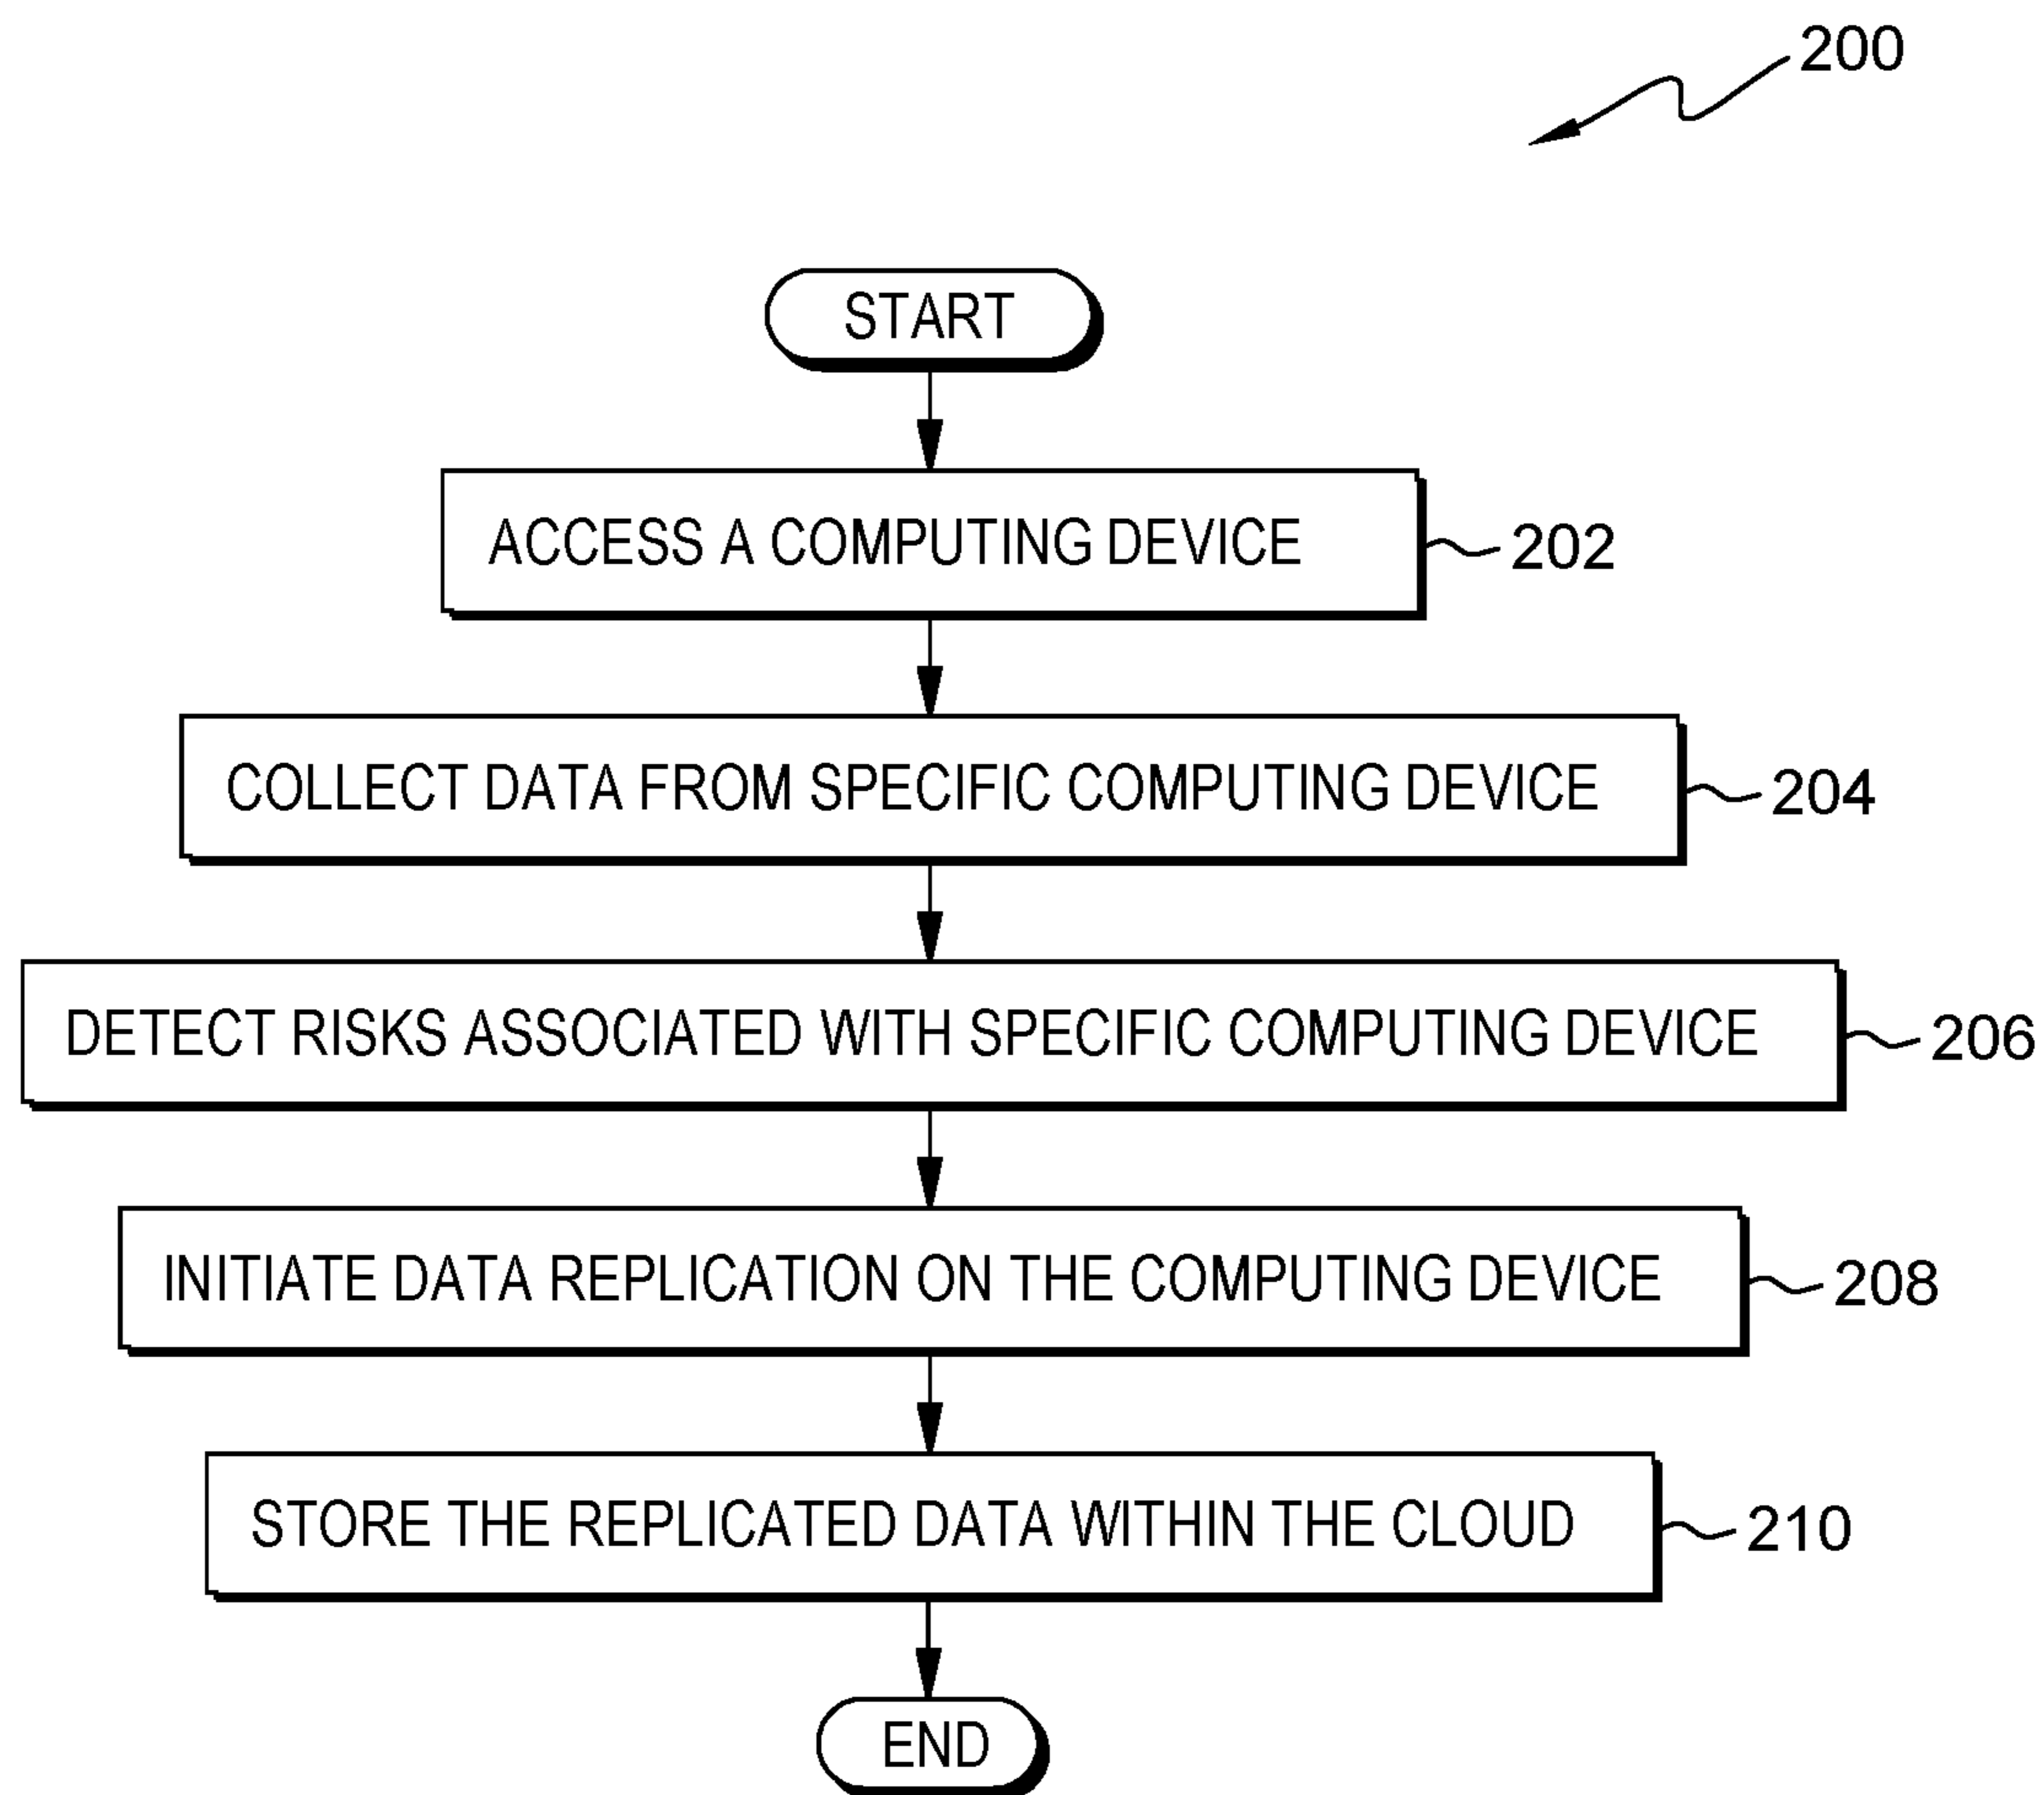 200
START
ACCESS A COMPUTING DEVICE
202
COLLECT DATA FROM SPECIFIC COMPUTING DEVICE
204
DETECT RISKS ASSOCIATED WITH SPECIFIC COMPUTING DEVICE
206
INITIATE DATA REPLICATION ON THE COMPUTING DEVICE
208
STORE THE REPLICATED DATA WITHIN THE CLOUD
210
END